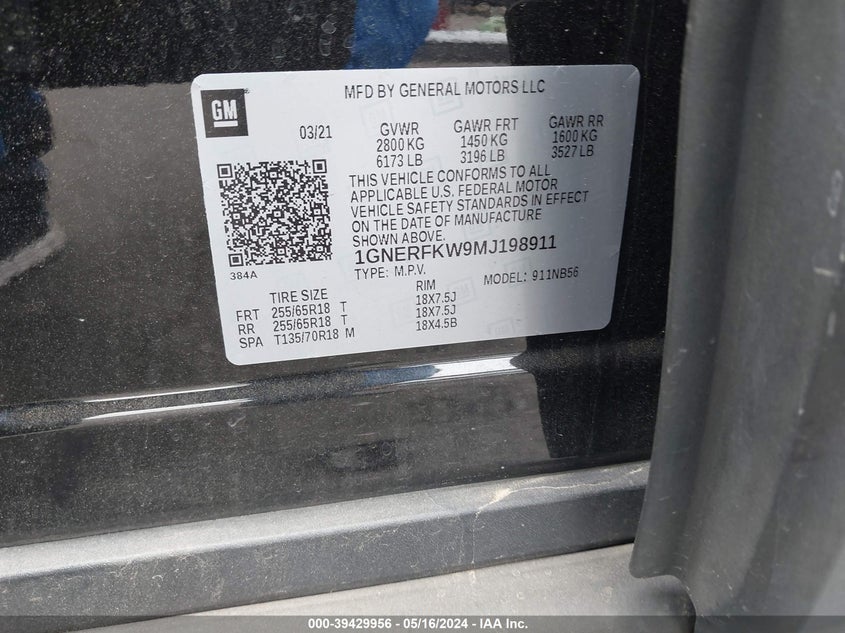 GM
MFD BY GENERAL MOTORS LLC
03/21
GVWR GAWR FRT GAWR RR
2800 KG 1450 KG 1600 KG
6173 LB 3196 LB 3527 LB
THIS VEHICLE CONFORMS TO ALL
APPLICABLE U.S. FEDERAL MOTOR
VEHICLE SAFETY STANDARDS IN EFFECT
ON THE DATE OF MANUFACTURE
SHOWN ABOVE.
384A
1GNERFKW9MJ198911
TYPE: M.P.V. MODEL: 911NB56
TIRE SIZE RIM
FRT 255/65R18 T 18X7.5J
RR 255/65R18 T 18X7.5J
SPA T135/70R18 M 18X4.5B
000-39429956 - 05/16/2024 - IAA Inc.